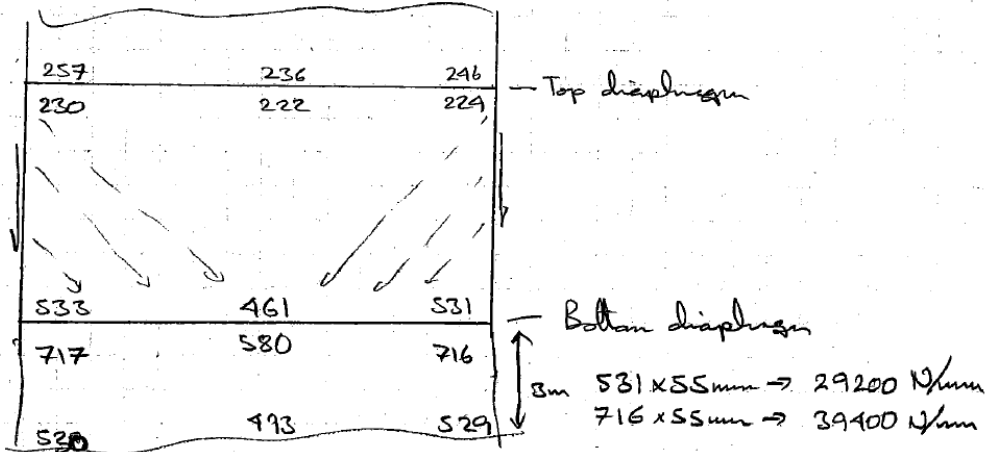 257 236 246
— Top diaphragm
230 222 224
533 461 531
— Bottom diaphragm
717 580 716
3m 531 x 55mm → 29200 N/mm
716 x 55mm → 39400 N/mm
530 493 529